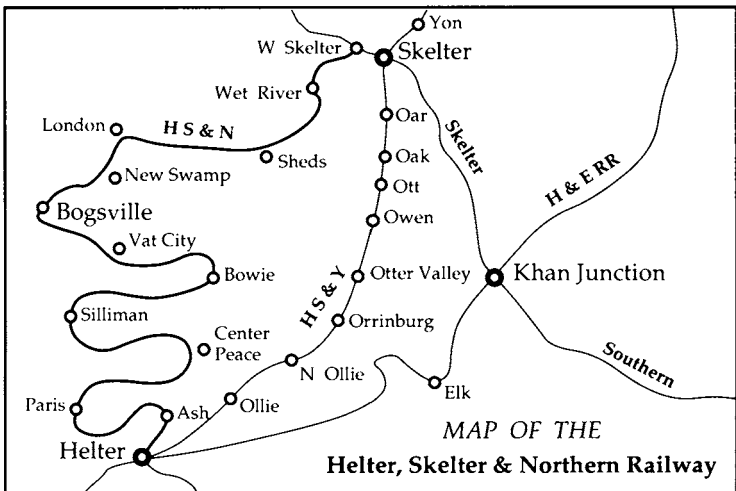 Yon
W Skelter
Skelter
Wet River
London
H S & N
Oar
Skelter
Sheds
Oak
H & E RR
New Swamp
Ott
Bogsville
Owen
Vat City
Bowie
Otter Valley
Khan Junction
H S & Y
Silliman
Orrinburg
Center
Peace
N Ollie
Southern
Elk
Paris
Ash
Ollie
Helter
MAP OF THE
Helter, Skelter & Northern Railway